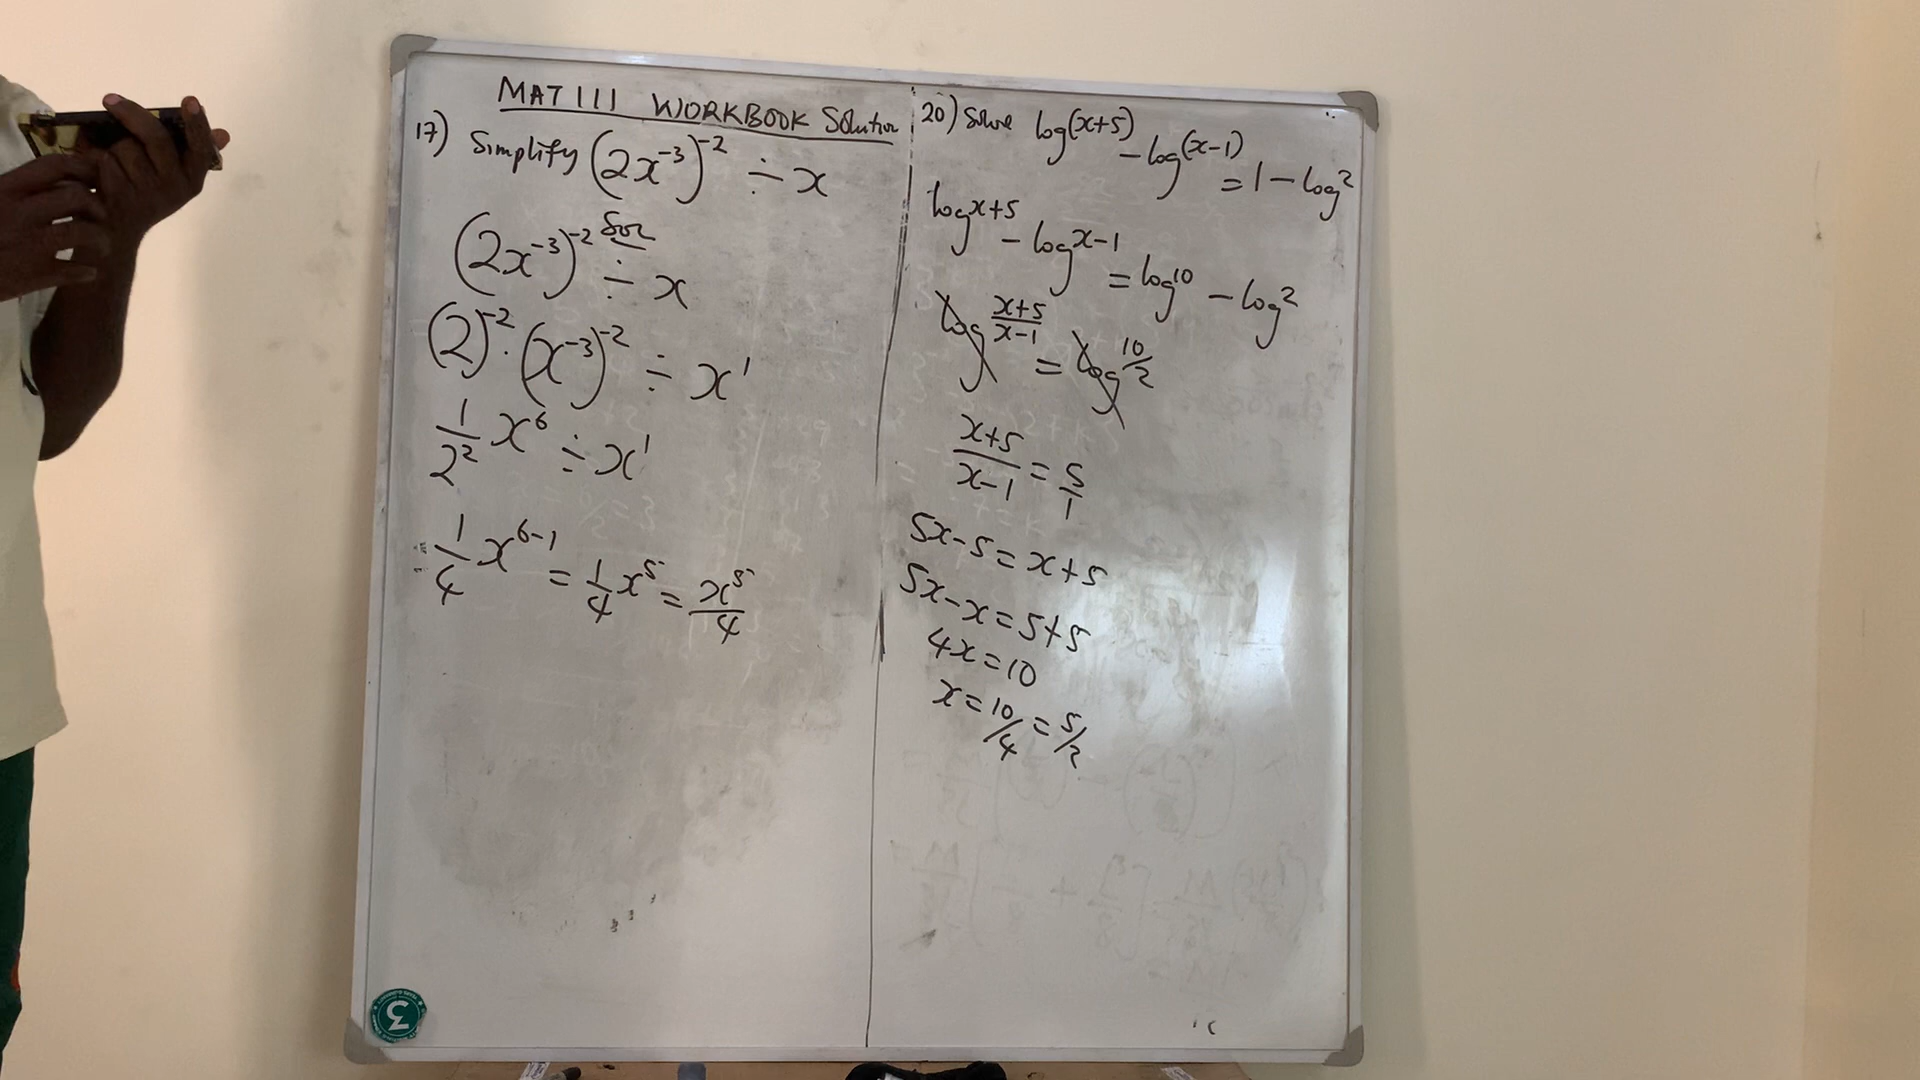 MAT 111 WORKBOOK Solution
17) Simplify (2x⁻³)⁻² ÷ x
Sol
(2x⁻³)⁻² ÷ x
(2)⁻² · (x⁻³)⁻² ÷ x¹
1/2² x⁶ ÷ x¹
1/4 x⁶⁻¹ = 1/4 x⁵ = x⁵/4
20) Solve log(x+5) - log(x-1) = 1 - log2
log x+5 - log x-1 = log10 - log2
log x+5/x-1 = log 10/2
x+5/x-1 = 5/1
5x-5 = x+5
5x-x = 5+5
4x = 10
x = 10/4 = 5/2